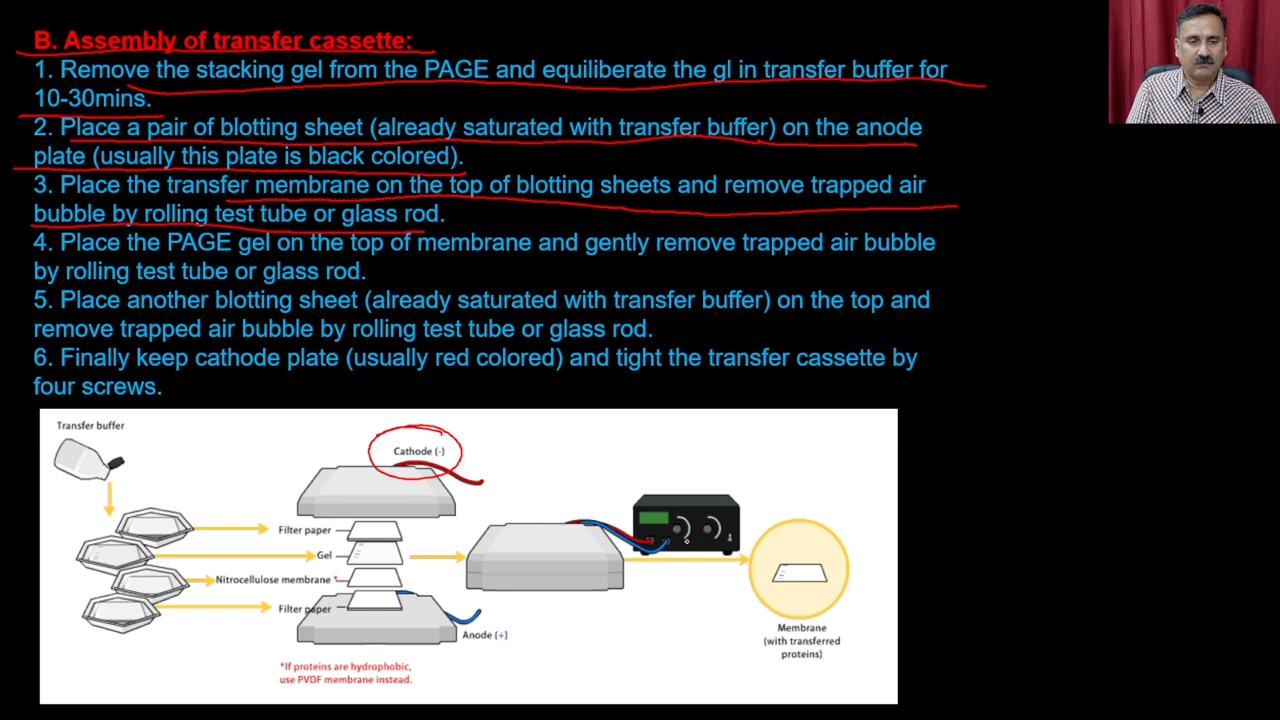 B. Assembly of transfer cassette:
1. Remove the stacking gel from the PAGE and equiliberate the gl in transfer buffer for
10-30mins.
2. Place a pair of blotting sheet (already saturated with transfer buffer) on the anode
plate (usually this plate is black colored).
3. Place the transfer membrane on the top of blotting sheets and remove trapped air
bubble by rolling test tube or glass rod.
4. Place the PAGE gel on the top of membrane and gently remove trapped air bubble
by rolling test tube or glass rod.
5. Place another blotting sheet (already saturated with transfer buffer) on the top and
remove trapped air bubble by rolling test tube or glass rod.
6. Finally keep cathode plate (usually red colored) and tight the transfer cassette by
four screws.
Transfer buffer
Cathode (-)
Filter paper
Gel
Nitrocellulose membrane *
Filter paper
Anode (+)
*If proteins are hydrophobic,
use PVDF membrane instead.
Membrane
(with transferred
proteins)